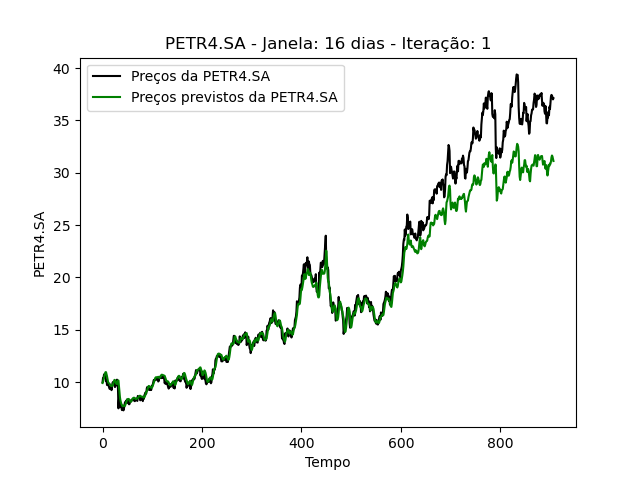 PETR4.SA - Janela: 16 dias - Iteração: 1
Preços da PETR4.SA
Preços previstos da PETR4.SA
40
35
30
25
20
15
10
PETR4.SA
0 200 400 600 800
Tempo